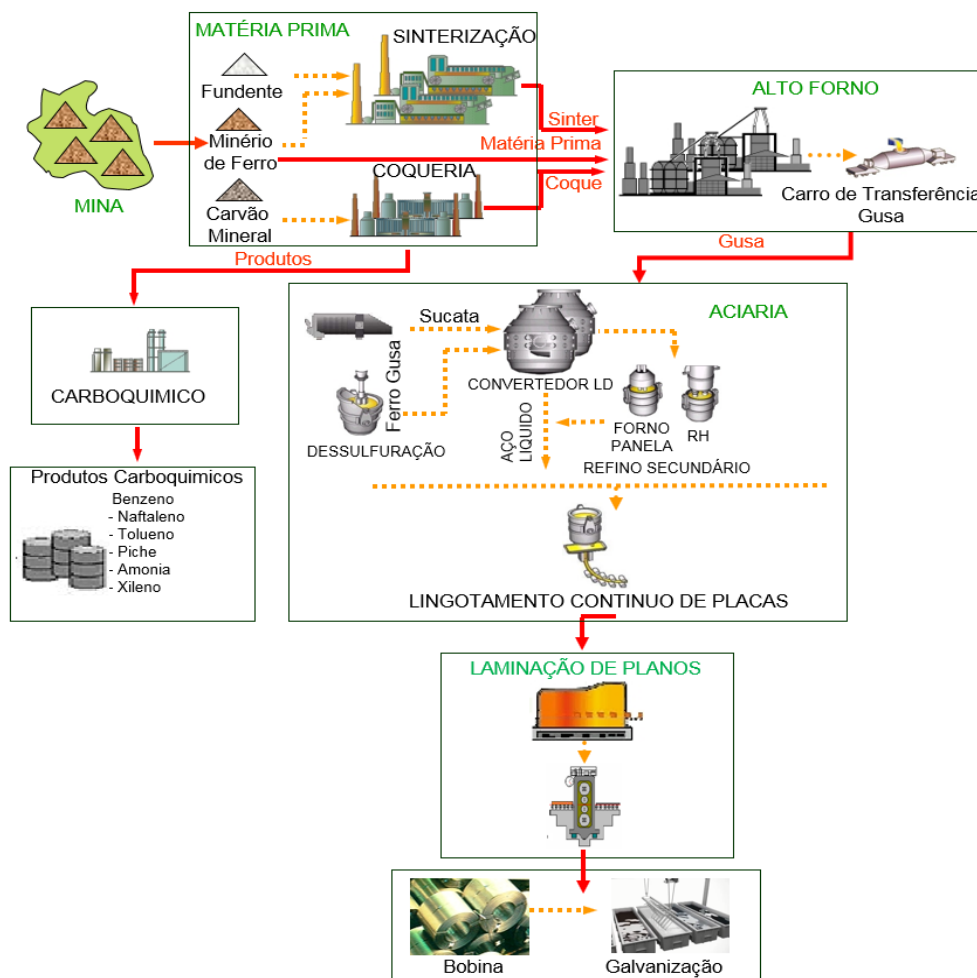 MATÉRIA PRIMA
SINTERIZAÇÃO
Fundente
Minério
de Ferro
COQUERIA
Carvão
Mineral
MINA
Sinter
Matéria Prima
Coque
ALTO FORNO
Carro de Transferência
Gusa
Produtos
Gusa
CARBOQUIMICO
Produtos Carboquimicos
Benzeno
- Naftaleno
- Tolueno
- Piche
- Amonia
- Xileno
ACIARIA
Sucata
Ferro Gusa
CONVERTEDOR LD
DESSULFURAÇÃO
AÇO
LIQUIDO
FORNO
PANELA
RH
REFINO SECUNDÁRIO
LINGOTAMENTO CONTINUO DE PLACAS
LAMINAÇÃO DE PLANOS
Bobina
Galvanização